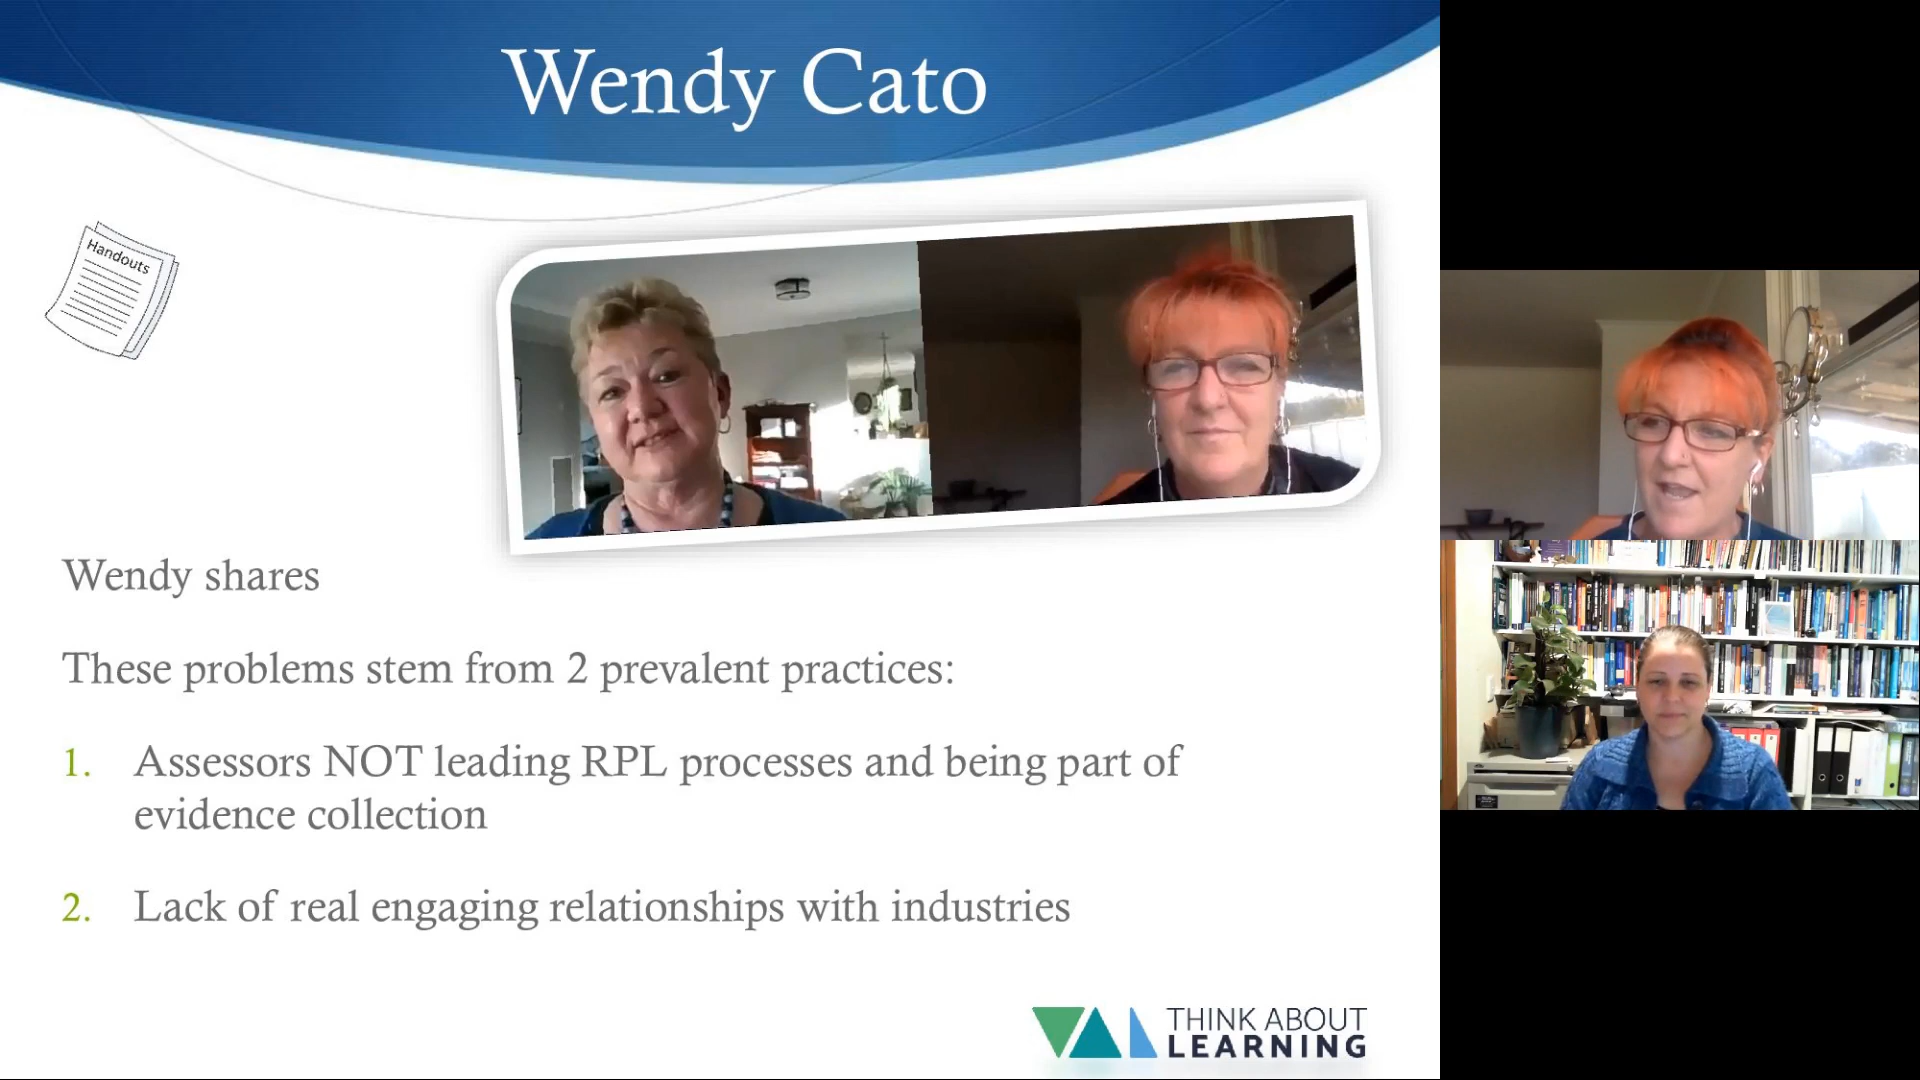 Wendy Cato
Handouts
Wendy shares
These problems stem from 2 prevalent practices:
1. Assessors NOT leading RPL processes and being part of
evidence collection
2. Lack of real engaging relationships with industries
THINK ABOUT
LEARNING